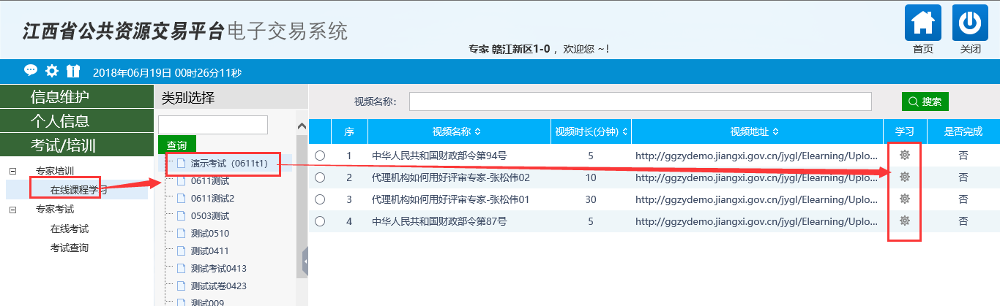 江西省公共资源交易平台电子交易系统
专家 赣江新区1-0 ，欢迎您 ~！
首页 关闭
2018年06月19日 00时26分11秒
信息维护
个人信息
考试/培训
专家培训
在线课程学习
专家考试
在线考试
考试查询
类别选择
查询
演示考试（0611t1）
0611测试
0611测试2
0503测试
测试0510
测试0411
测试考试0413
测试试卷0423
测试009
视频名称: 搜索
序 视频名称 视频时长(分钟) 视频地址 学习 是否完成
1 中华人民共和国财政部令第94号 5 http://ggzydemo.jiangxi.gov.cn/jygl/Elearning/Uplo... 否
2 代理机构如何用好评审专家-张松伟02 10 http://ggzydemo.jiangxi.gov.cn/jygl/Elearning/Uplo... 否
3 代理机构如何用好评审专家-张松伟01 30 http://ggzydemo.jiangxi.gov.cn/jygl/Elearning/Uplo... 否
4 中华人民共和国财政部令第87号 5 http://ggzydemo.jiangxi.gov.cn/jygl/Elearning/Uplo... 否